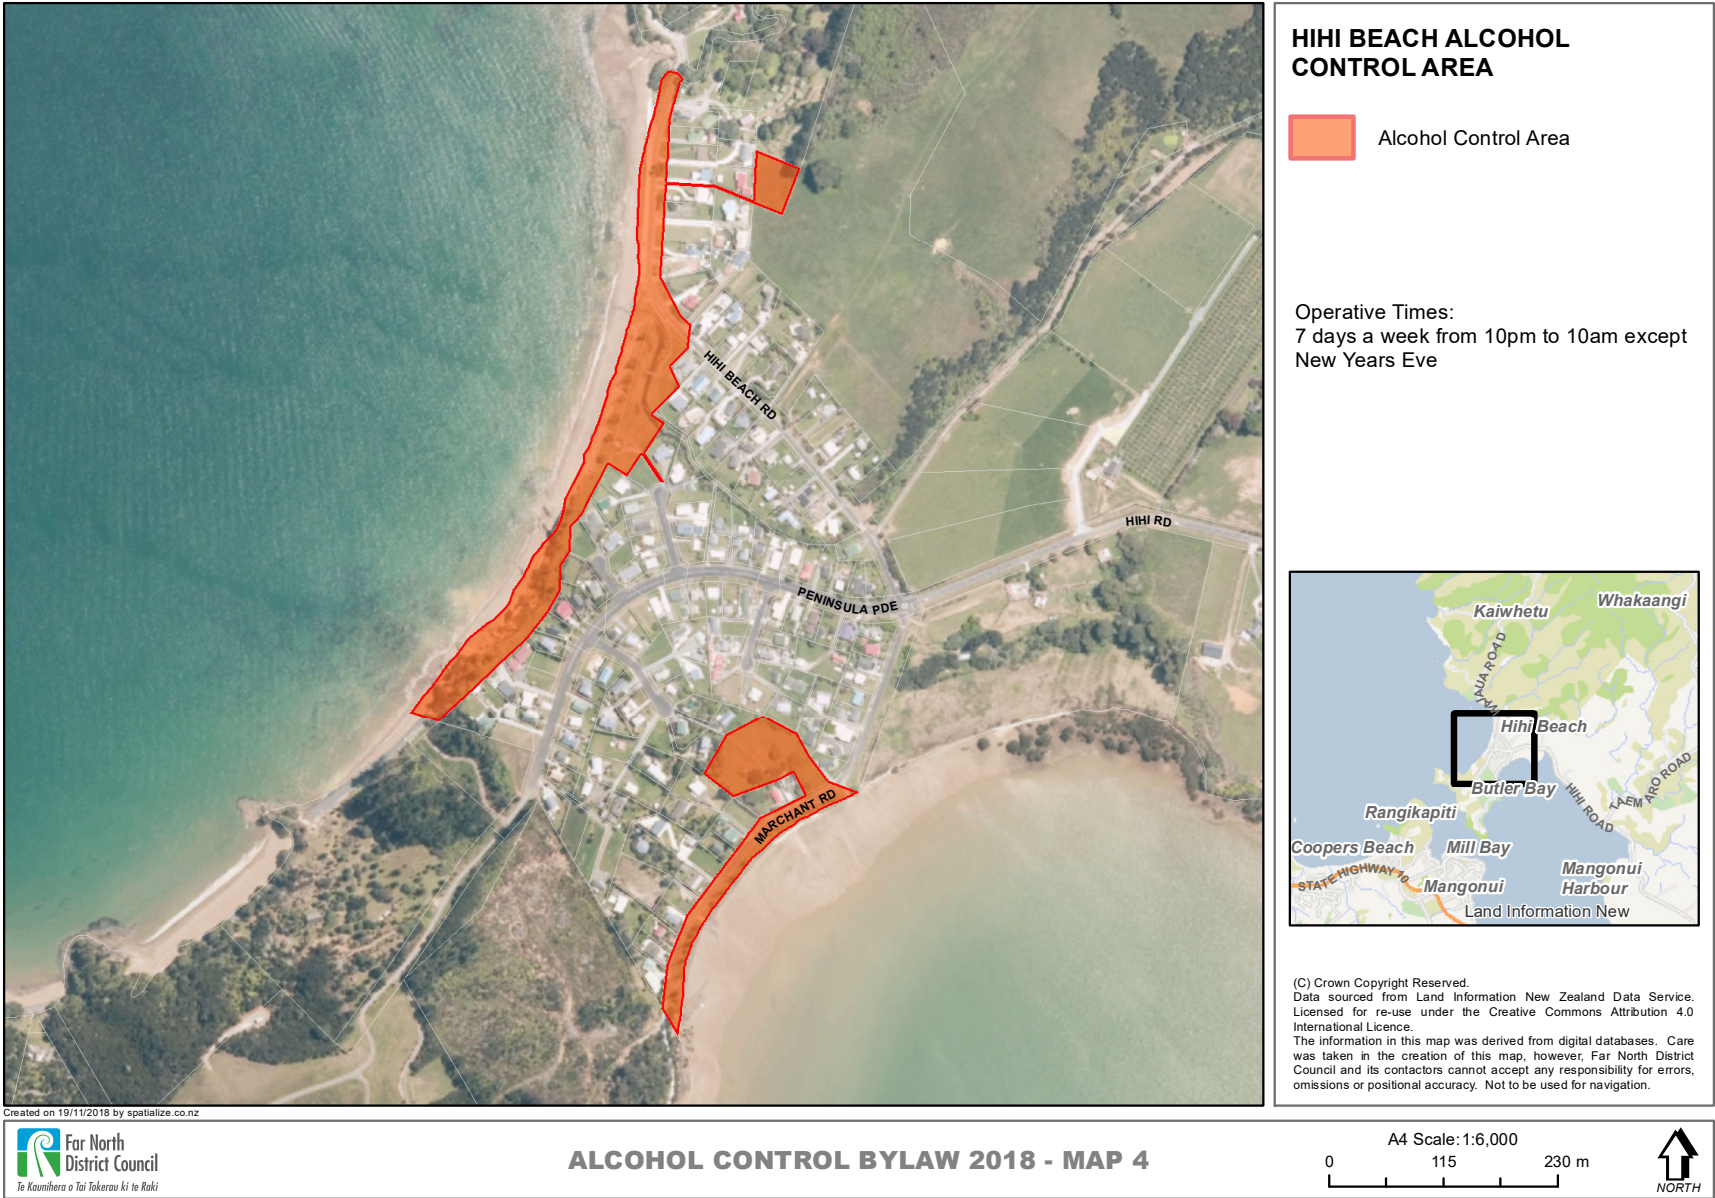 HIHI BEACH ALCOHOL
CONTROL AREA
Alcohol Control Area
Operative Times:
7 days a week from 10pm to 10am except
New Years Eve
HIHI BEACH RD
HIHI RD
PENINSULA PDE
MARCHANT RD
Kaiwhetu
Whakaangi
Hihi Beach
Butler Bay
HIHI ROAD
TAEM ARO ROAD
Rangikapiti
Coopers Beach
Mill Bay
STATE HIGHWAY 10
Mangonui
Mangonui
Harbour
Land Information New
(C) Crown Copyright Reserved.
Data sourced from Land Information New Zealand Data Service.
Licensed for re-use under the Creative Commons Attribution 4.0
International Licence.
The information in this map was derived from digital databases. Care
was taken in the creation of this map, however, Far North District
Council and its contactors cannot accept any responsibility for errors,
omissions or positional accuracy. Not to be used for navigation.
Created on 19/11/2018 by spatialize.co.nz
Far North
District Council
Te Kaunihera o Tai Tokerau ki te Raki
ALCOHOL CONTROL BYLAW 2018 - MAP 4
A4 Scale: 1:6,000
0 115 230 m
NORTH